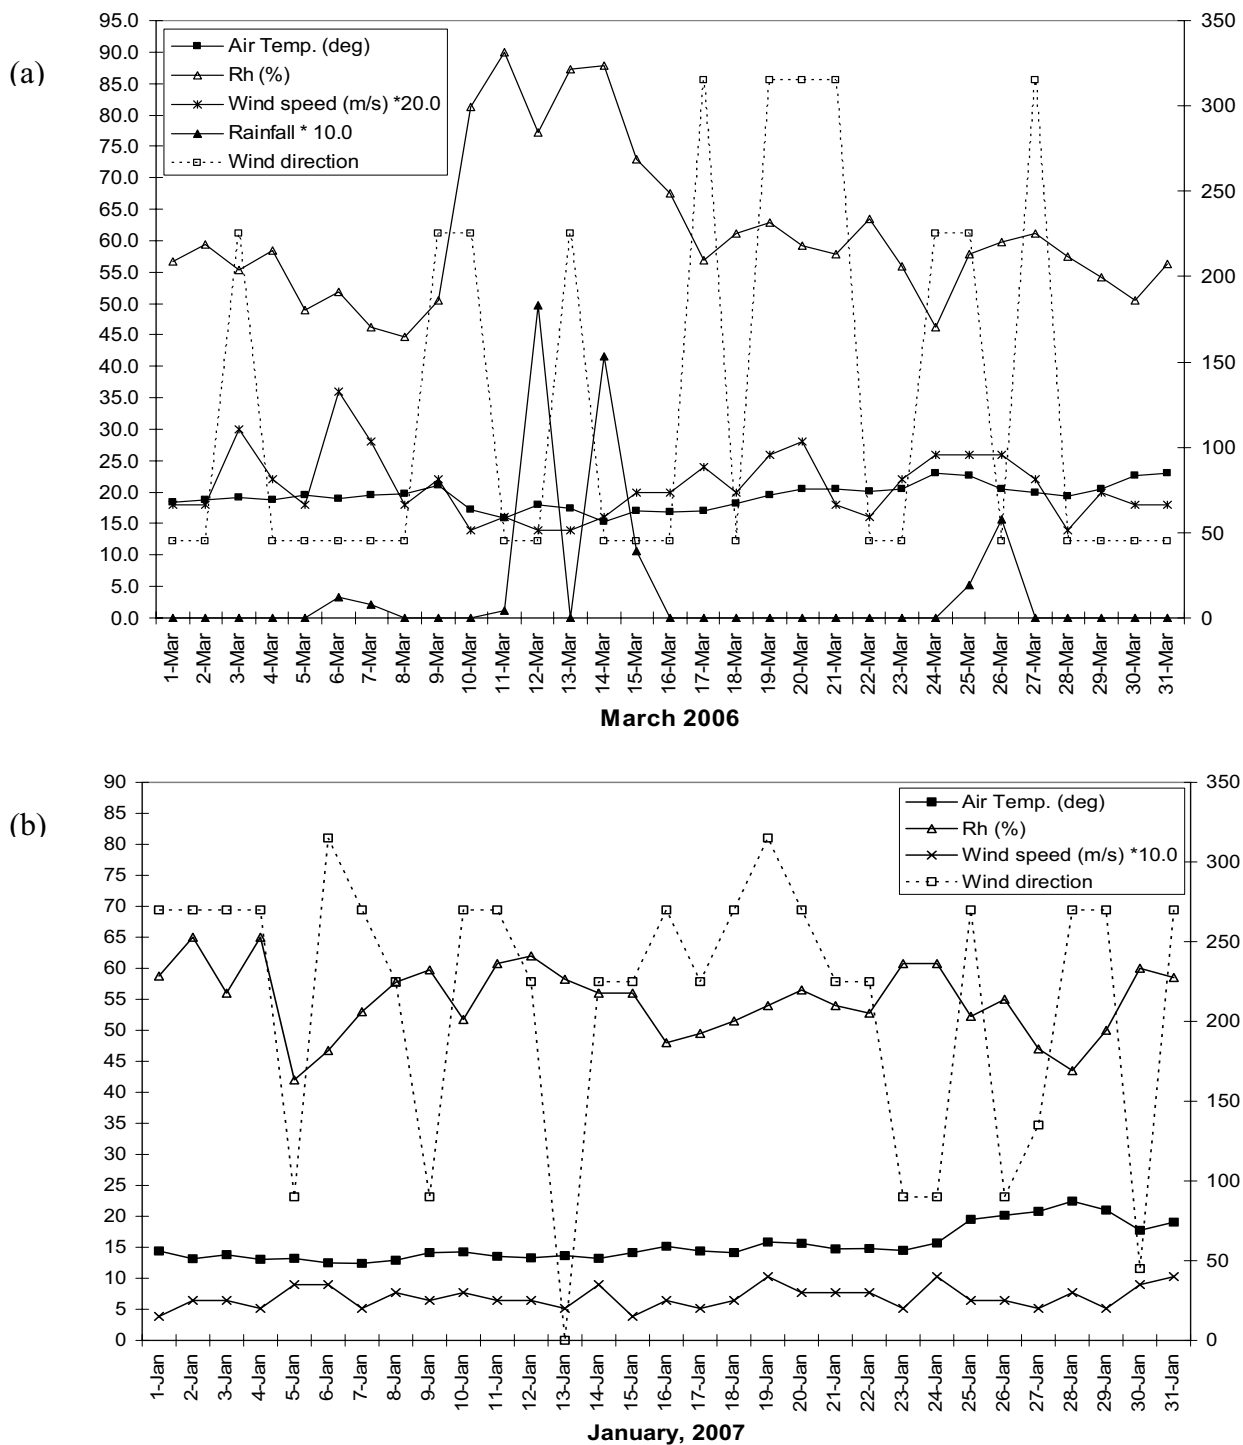 (a)
95.0
90.0
85.0
80.0
75.0
70.0
65.0
60.0
55.0
50.0
45.0
40.0
35.0
30.0
25.0
20.0
15.0
10.0
5.0
0.0
Air Temp. (deg)
Rh (%)
Wind speed (m/s) *20.0
Rainfall * 10.0
Wind direction
350
300
250
200
150
100
50
0
1-Mar
2-Mar
3-Mar
4-Mar
5-Mar
6-Mar
7-Mar
8-Mar
9-Mar
10-Mar
11-Mar
12-Mar
13-Mar
14-Mar
15-Mar
16-Mar
17-Mar
18-Mar
19-Mar
20-Mar
21-Mar
22-Mar
23-Mar
24-Mar
25-Mar
26-Mar
27-Mar
28-Mar
29-Mar
30-Mar
31-Mar
March 2006
(b)
90
85
80
75
70
65
60
55
50
45
40
35
30
25
20
15
10
5
0
Air Temp. (deg)
Rh (%)
Wind speed (m/s) *10.0
Wind direction
350
300
250
200
150
100
50
0
1-Jan
2-Jan
3-Jan
4-Jan
5-Jan
6-Jan
7-Jan
8-Jan
9-Jan
10-Jan
11-Jan
12-Jan
13-Jan
14-Jan
15-Jan
16-Jan
17-Jan
18-Jan
19-Jan
20-Jan
21-Jan
22-Jan
23-Jan
24-Jan
25-Jan
26-Jan
27-Jan
28-Jan
29-Jan
30-Jan
31-Jan
January, 2007